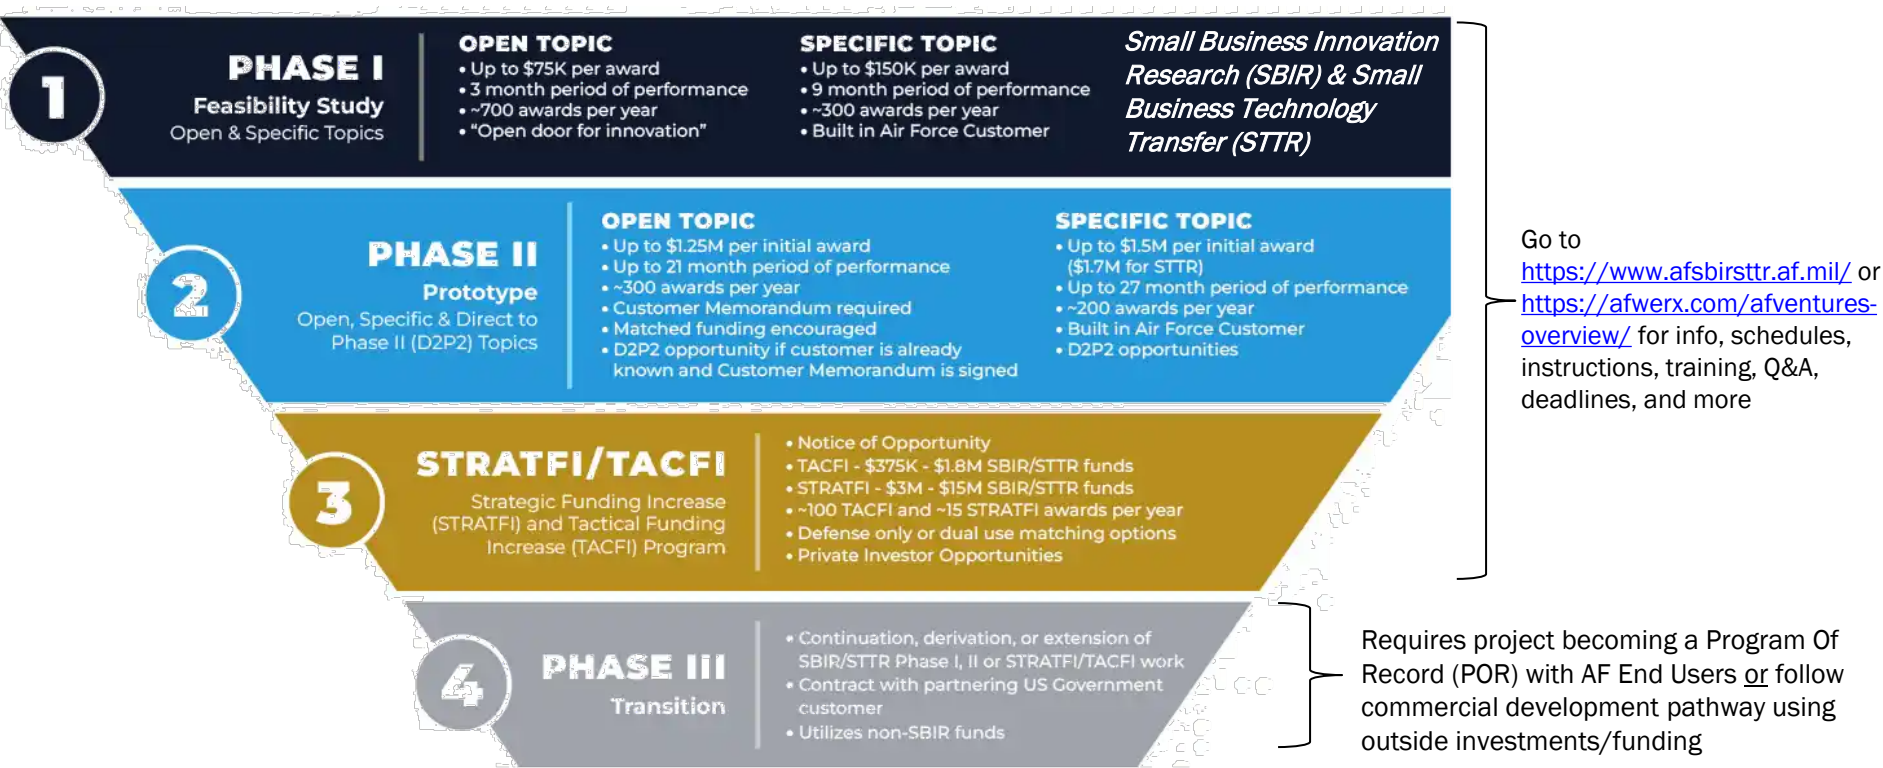 1
PHASE I
Feasibility Study
Open & Specific Topics
OPEN TOPIC
• Up to $75K per award
• 3 month period of performance
• ~700 awards per year
• “Open door for innovation”
SPECIFIC TOPIC
• Up to $150K per award
• 9 month period of performance
• ~300 awards per year
• Built in Air Force Customer
Small Business Innovation
Research (SBIR) & Small
Business Technology
Transfer (STTR)
2
PHASE II
Prototype
Open, Specific & Direct to
Phase II (D2P2) Topics
OPEN TOPIC
• Up to $1.25M per initial award
• Up to 21 month period of performance
• ~300 awards per year
• Customer Memorandum required
• Matched funding encouraged
• D2P2 opportunity if customer is already
known and Customer Memorandum is signed
SPECIFIC TOPIC
• Up to $1.5M per initial award
($1.7M for STTR)
• Up to 27 month period of performance
• ~200 awards per year
• Built in Air Force Customer
• D2P2 opportunities
3
STRATFI/TACFI
Strategic Funding Increase
(STRATFI) and Tactical Funding
Increase (TACFI) Program
• Notice of Opportunity
• TACFI - $375K - $1.8M SBIR/STTR funds
• STRATFI - $3M - $15M SBIR/STTR funds
• ~100 TACFI and ~15 STRATFI awards per year
• Defense only or dual use matching options
• Private Investor Opportunities
4
PHASE III
Transition
• Continuation, derivation, or extension of
SBIR/STTR Phase I, II or STRATFI/TACFI work
• Contract with partnering US Government
customer
• Utilizes non-SBIR funds
Go to
https://www.afsbirsttr.af.mil/ or
https://afwerx.com/afventures-
overview/ for info, schedules,
instructions, training, Q&A,
deadlines, and more
Requires project becoming a Program Of
Record (POR) with AF End Users or follow
commercial development pathway using
outside investments/funding